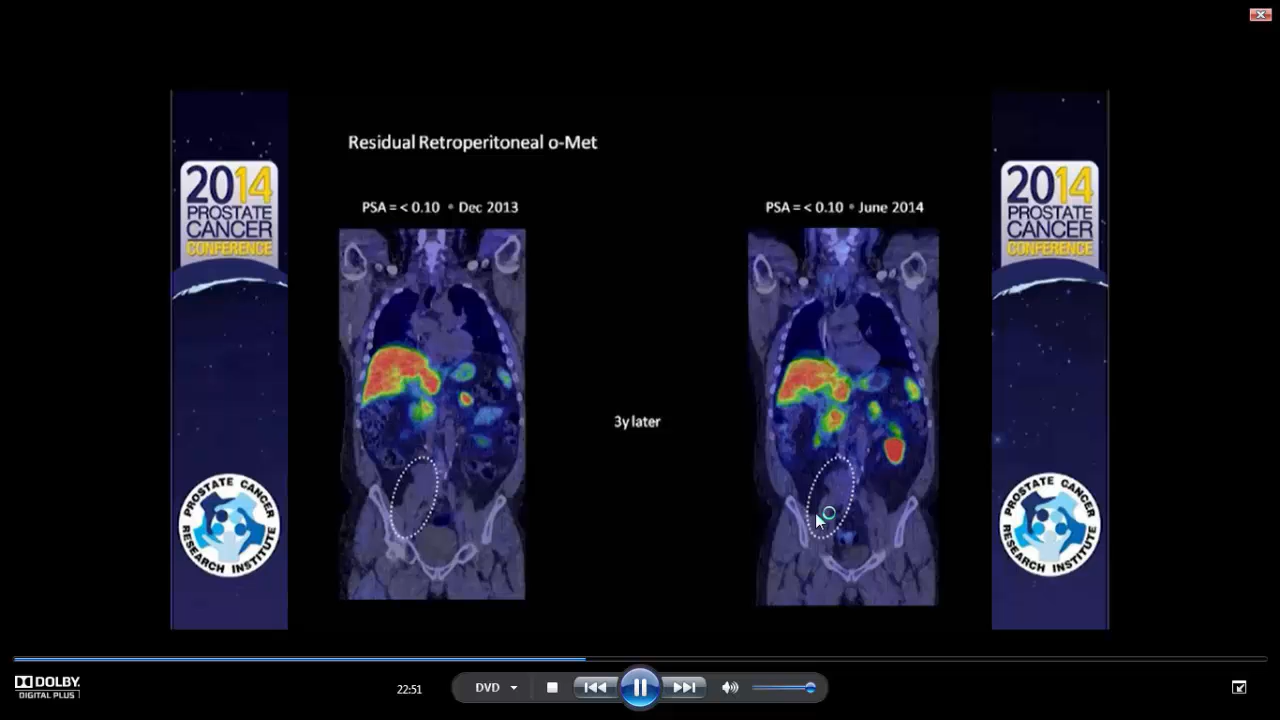 2014
PROSTATE
CANCER
CONFERENCE
PROSTATE CANCER
RESEARCH INSTITUTE
Residual Retroperitoneal o-Met
PSA = < 0.10 • Dec 2013
PSA = < 0.10 • June 2014
3y later
2014
PROSTATE
CANCER
CONFERENCE
PROSTATE CANCER
RESEARCH INSTITUTE
DOLBY
DIGITAL PLUS
22:51
DVD